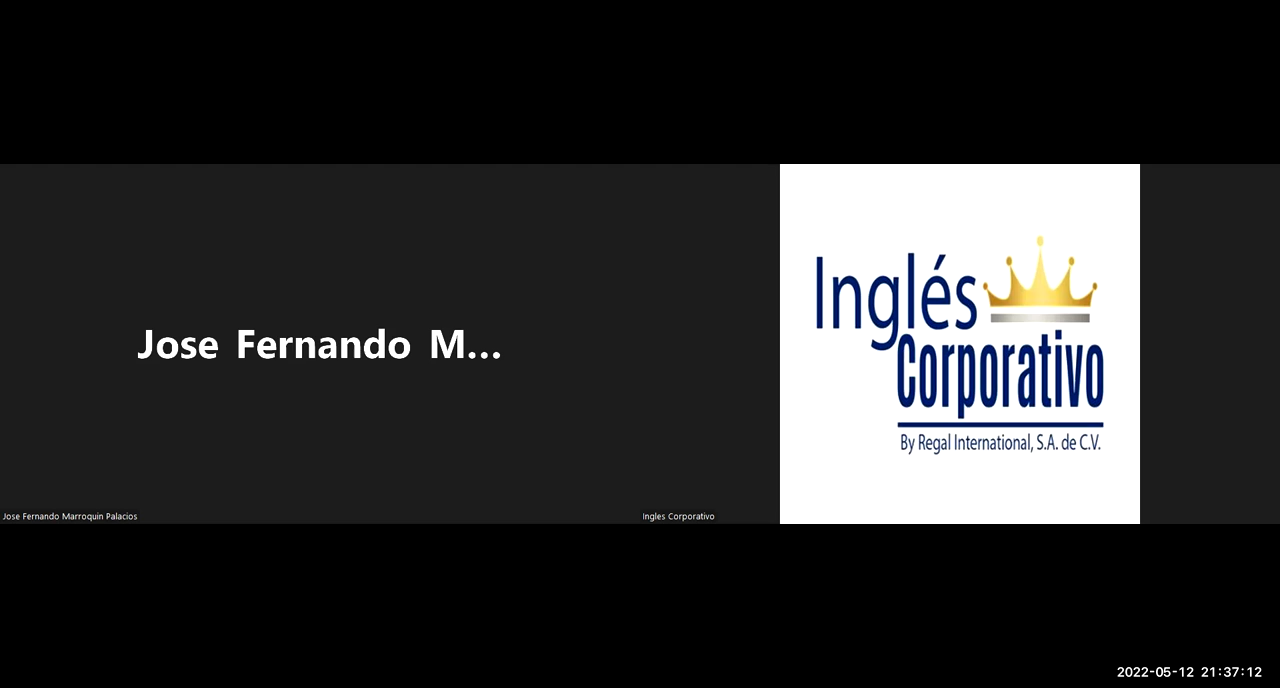 Jose Fernando M...
Jose Fernando Marroquin Palacios
Inglés
Corporativo
By Regal International, S.A. de C.V.
Ingles Corporativo
2022-05-12 21:37:12